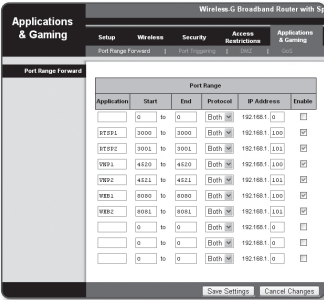 Wireless-G Broadband Router with Sp
Applications & Gaming
Setup Wireless Security Access Restrictions Applications & Gaming
Port Range Forward | Port Triggering | DMZ | QoS
Port Range Forward
Port Range
Application Start End Protocol IP Address Enable
0 to 0 Both 192.168.1. 0
RTSP1 3000 to 3000 Both 192.168.1. 100
RTSP2 3001 to 3001 Both 192.168.1. 101
VNP1 4520 to 4520 Both 192.168.1. 100
VNP2 4521 to 4521 Both 192.168.1. 101
WEB1 8080 to 8080 Both 192.168.1. 100
WEB2 8081 to 8081 Both 192.168.1. 101
0 to 0 Both 192.168.1. 0
0 to 0 Both 192.168.1. 0
0 to 0 Both 192.168.1. 0
Save Settings Cancel Changes